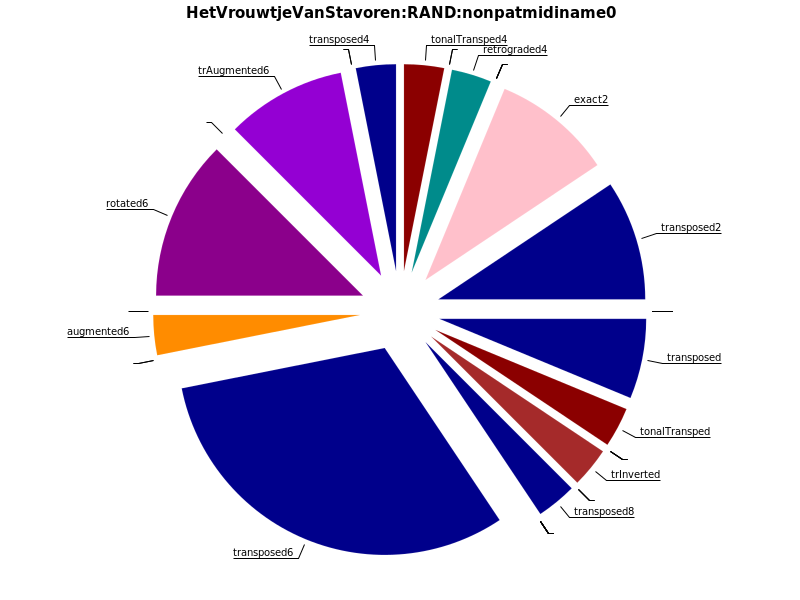 HetVrouwtjeVanStavoren:RAND:nonpatmidiname0
transposed4
tonalTransped4
retrograded4
trAugmented6
exact2
rotated6
transposed2
augmented6
transposed
tonalTransped
trInverted
transposed8
transposed6